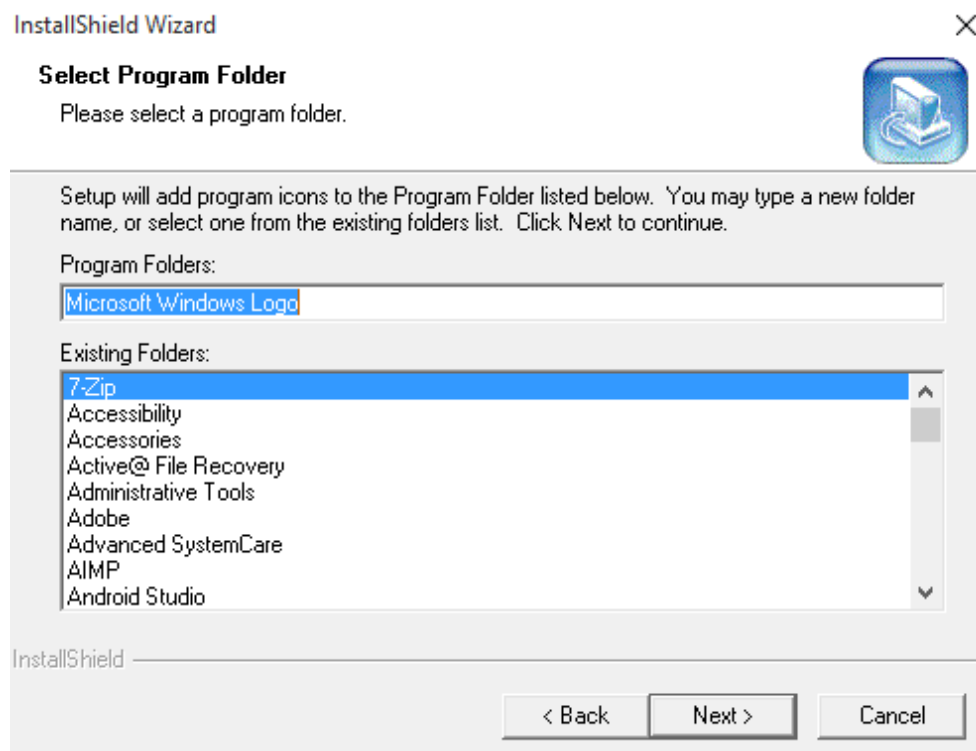 InstallShield Wizard
Select Program Folder
Please select a program folder.
Setup will add program icons to the Program Folder listed below.  You may type a new folder
name, or select one from the existing folders list.  Click Next to continue.
Program Folders:
Microsoft Windows Logo
Existing Folders:
7-Zip
Accessibility
Accessories
Active@ File Recovery
Administrative Tools
Adobe
Advanced SystemCare
AIMP
Android Studio
InstallShield
< Back Next > Cancel